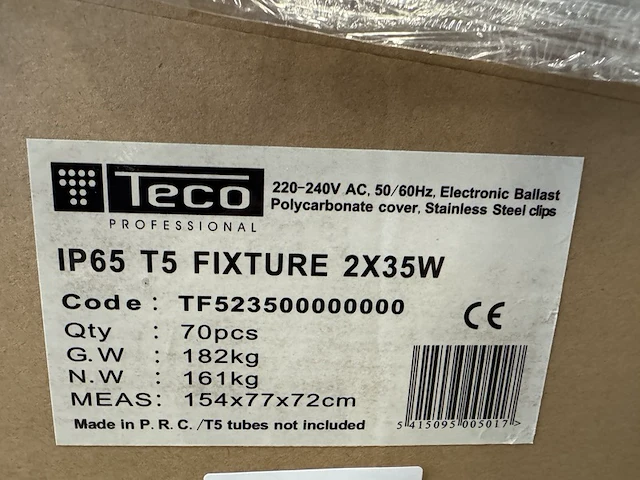 Teco
PROFESSIONAL
220-240V AC, 50/60Hz, Electronic Ballast
Polycarbonate cover, Stainless Steel clips
IP65 T5 FIXTURE 2X35W
Code : TF523500000000
CE
Qty : 70pcs
G.W : 182kg
N.W : 161kg
MEAS: 154x77x72cm
Made in P. R. C. /T5 tubes not included
5 415095 005017 >